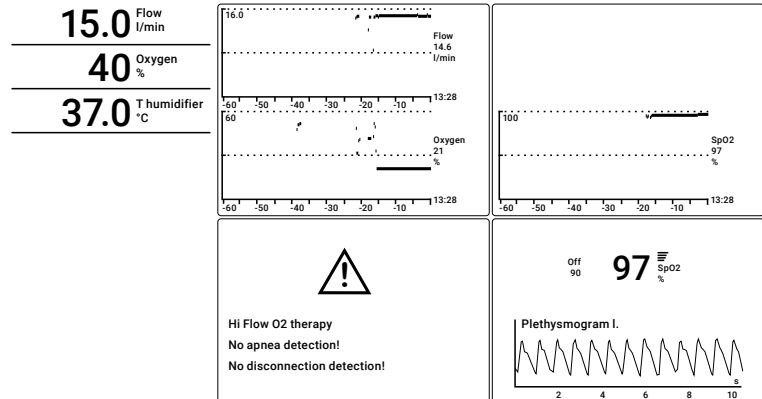 15.0 Flow
l/min
40 Oxygen
%
37.0 T humidifier
°C
16.0
Flow
14.6
l/min
13:28
-60 -50 -40 -30 -20 -10
60
Oxygen
21
%
13:28
-60 -50 -40 -30 -20 -10
100
SpO2
97
%
13:28
-60 -50 -40 -30 -20 -10
Hi Flow O2 therapy
No apnea detection!
No disconnection detection!
Off
90
97 SpO2
%
Plethysmogram I.
s
2 4 6 8 10